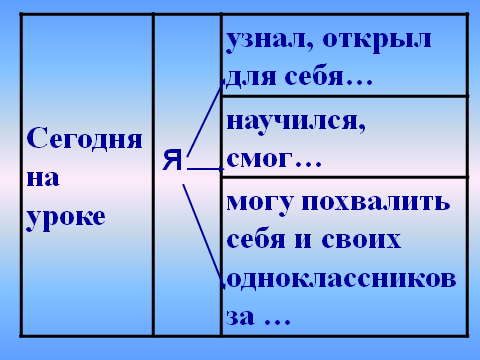 Сегодня
на
уроке
я
узнал, открыл
для себя…
научился,
смог…
могу похвалить
себя и своих
одноклассников
за …